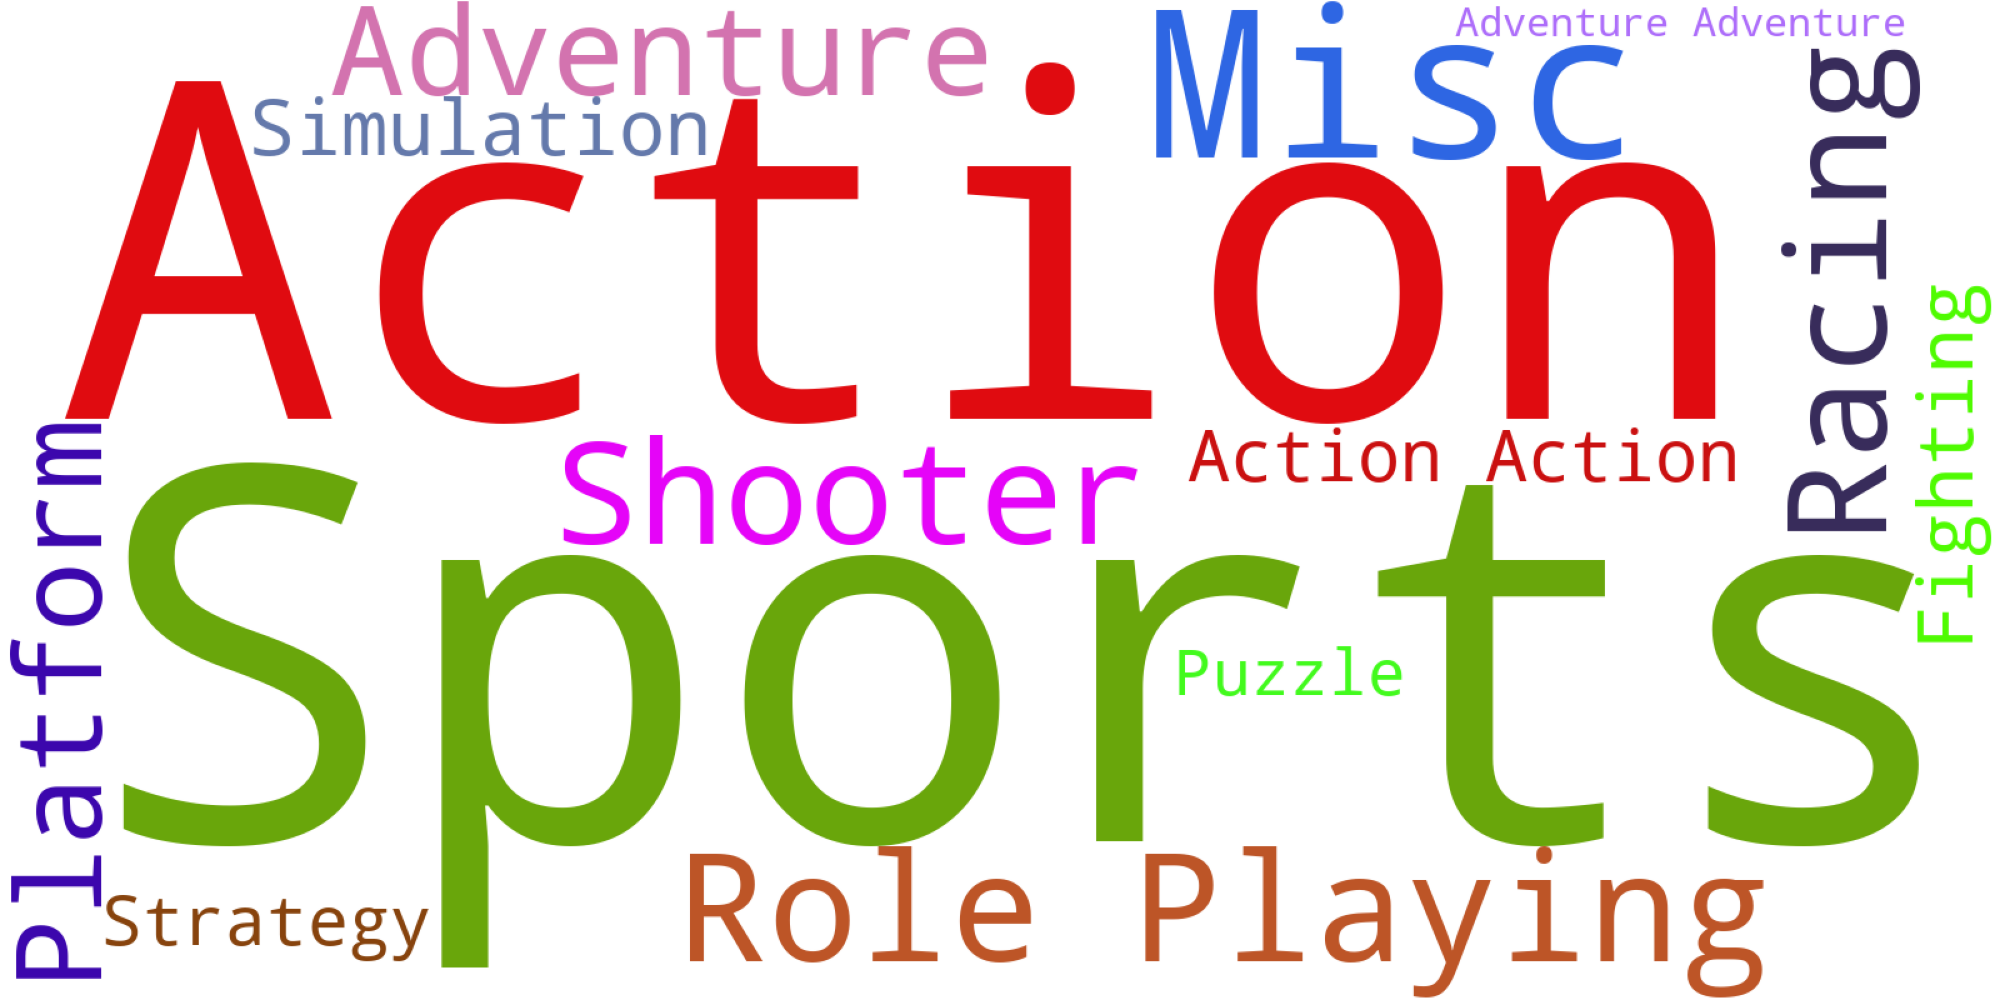 Adventure
Misc
Adventure Adventure
Simulation
Action
Racing
Fighting
Platform
Shooter
Action Action
Sports
Puzzle
Strategy
Role Playing